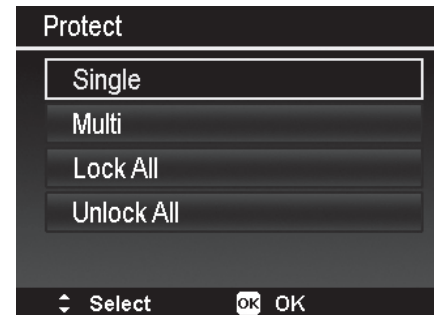 Protect
Single
Multi
Lock All
Unlock All
Select OK OK